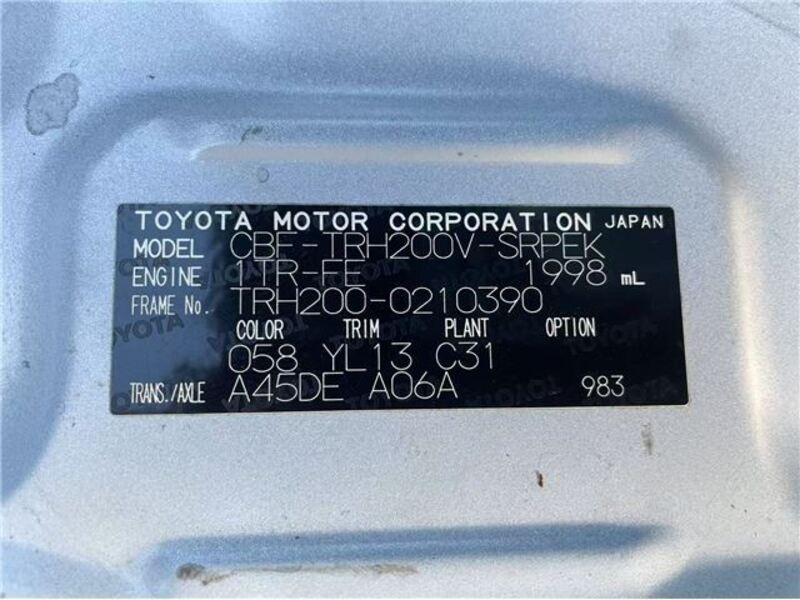 TOYOTA MOTOR CORPORATION JAPAN
MODEL CBF-TRH200V-SRPEK
ENGINE 1TR-FE 1998 mL
FRAME No. TRH200-0210390
COLOR TRIM PLANT OPTION
058 YL13 C31
TRANS./AXLE A45DE A06A 983